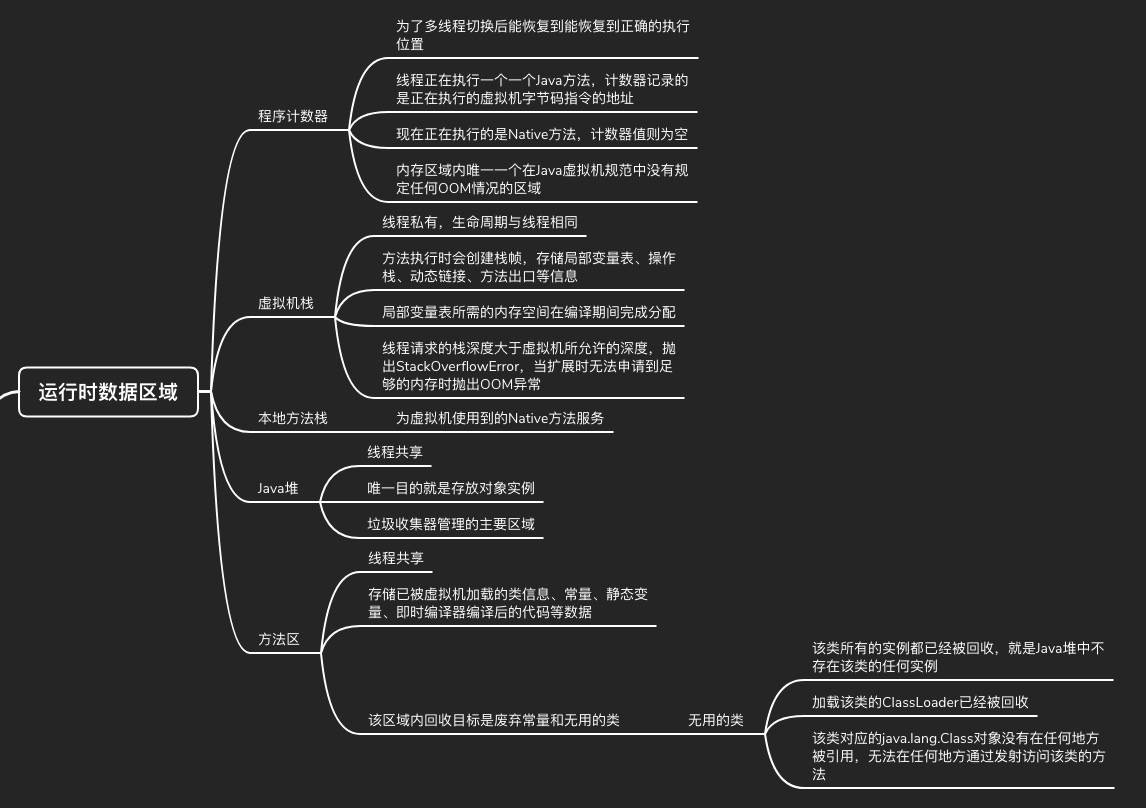 运行时数据区域
程序计数器
为了多线程切换后能恢复到能恢复到正确的执行
位置
线程正在执行一个一个Java方法，计数器记录的
是正在执行的虚拟机字节码指令的地址
现在正在执行的是Native方法，计数器值则为空
内存区域内唯一一个在Java虚拟机规范中没有规
定任何OOM情况的区域
虚拟机栈
线程私有，生命周期与线程相同
方法执行时会创建栈帧，存储局部变量表、操作
栈、动态链接、方法出口等信息
局部变量表所需的内存空间在编译期间完成分配
线程请求的栈深度大于虚拟机所允许的深度，抛
出StackOverflowError，当扩展时无法申请到足
够的内存时抛出OOM异常
本地方法栈
为虚拟机使用到的Native方法服务
Java堆
线程共享
唯一目的就是存放对象实例
垃圾收集器管理的主要区域
方法区
线程共享
存储已被虚拟机加载的类信息、常量、静态变
量、即时编译器编译后的代码等数据
该区域内回收目标是废弃常量和无用的类
无用的类
该类所有的实例都已经被回收，就是Java堆中不
存在该类的任何实例
加载该类的ClassLoader已经被回收
该类对应的java.lang.Class对象没有在任何地方
被引用，无法在任何地方通过发射访问该类的方
法